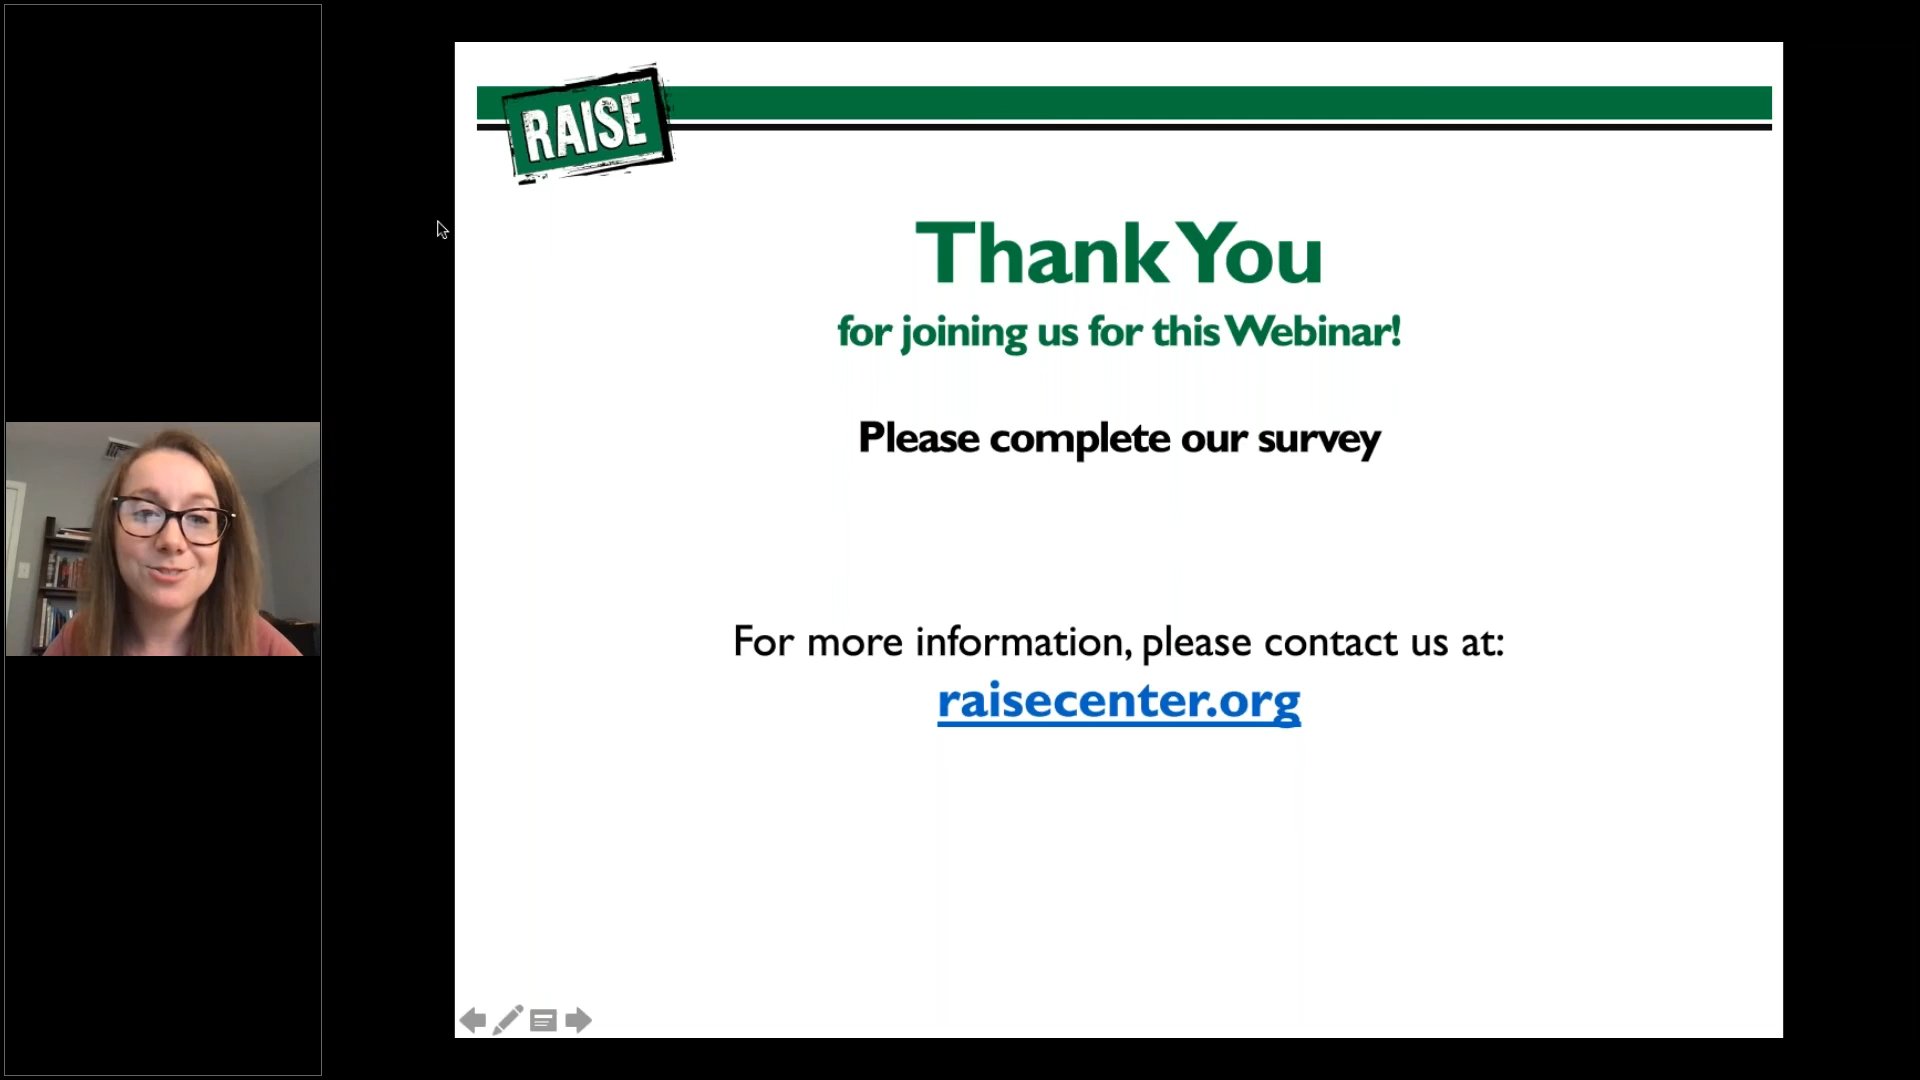 RAISE
Thank You
for joining us for this Webinar!
Please complete our survey
For more information, please contact us at:
raisecenter.org